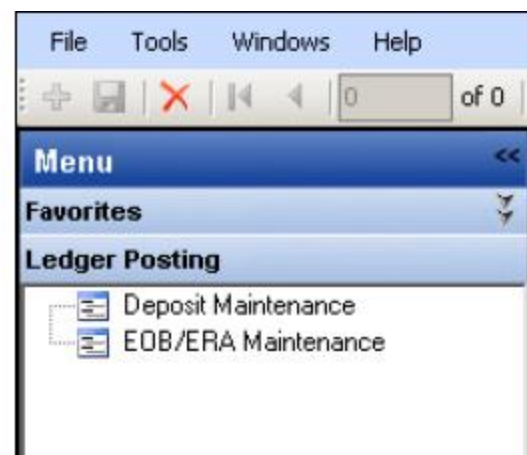 File Tools Windows Help
0 of 0
Menu
Favorites
Ledger Posting
Deposit Maintenance
EOB/ERA Maintenance